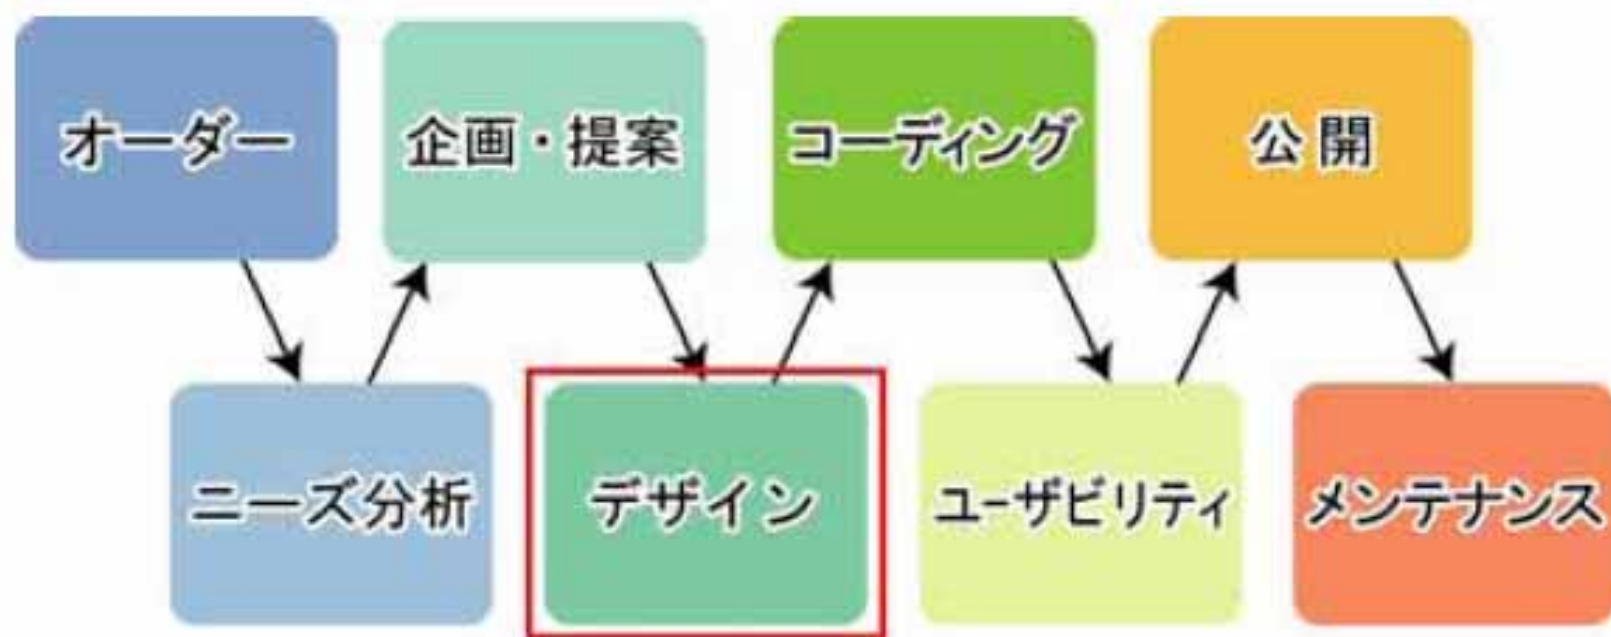 オーダー
企画・提案
コーディング
公開
ニーズ分析
デザイン
ユーザビリティ
メンテナンス